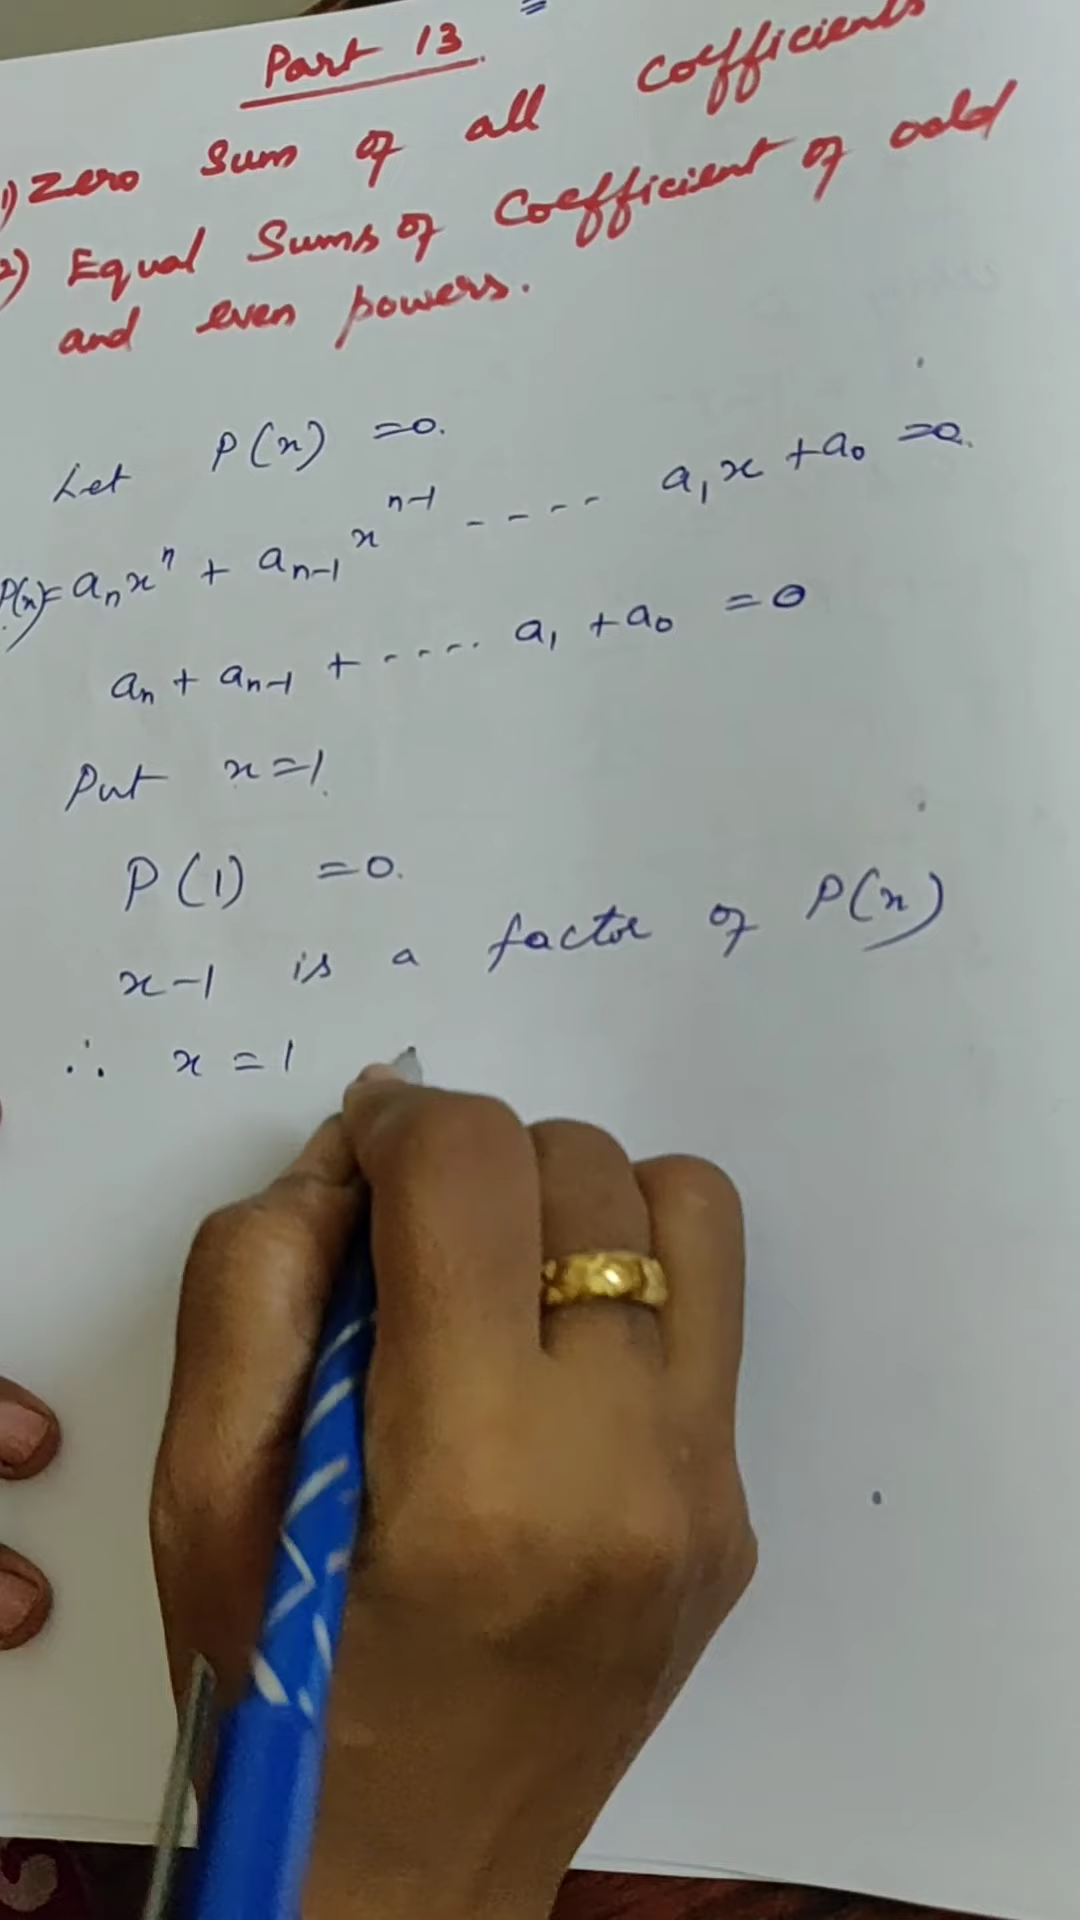 Part 13
1) Zero Sum of all Coefficients
2) Equal Sums of Coefficient of odd
and even powers.
Let P(x) =0.
P(x)= aₙxⁿ + aₙ₋₁xⁿ⁻¹ ---- a₁x +a₀ =0.
aₙ + aₙ₋₁ + ---- a₁ +a₀ =0
Put x=1.
P(1) =0.
x-1 is a factor of P(x)
∴ x = 1